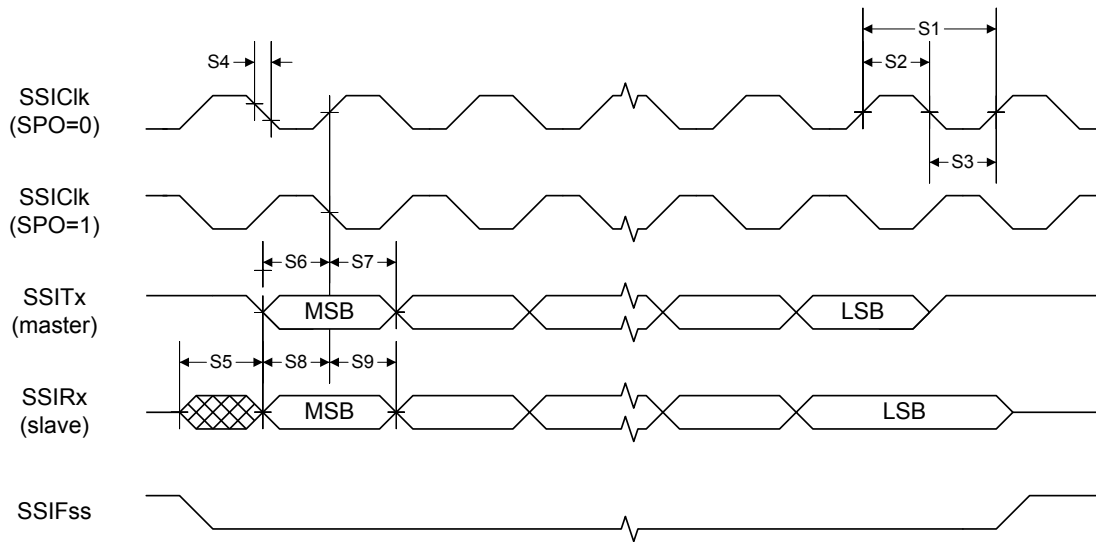 S1
S4
S2
SSIClk
(SPO=0)
S3
SSIClk
(SPO=1)
S6
S7
SSITx
(master)
MSB
LSB
S5
S8
S9
SSIRx
(slave)
MSB
LSB
SSIFss